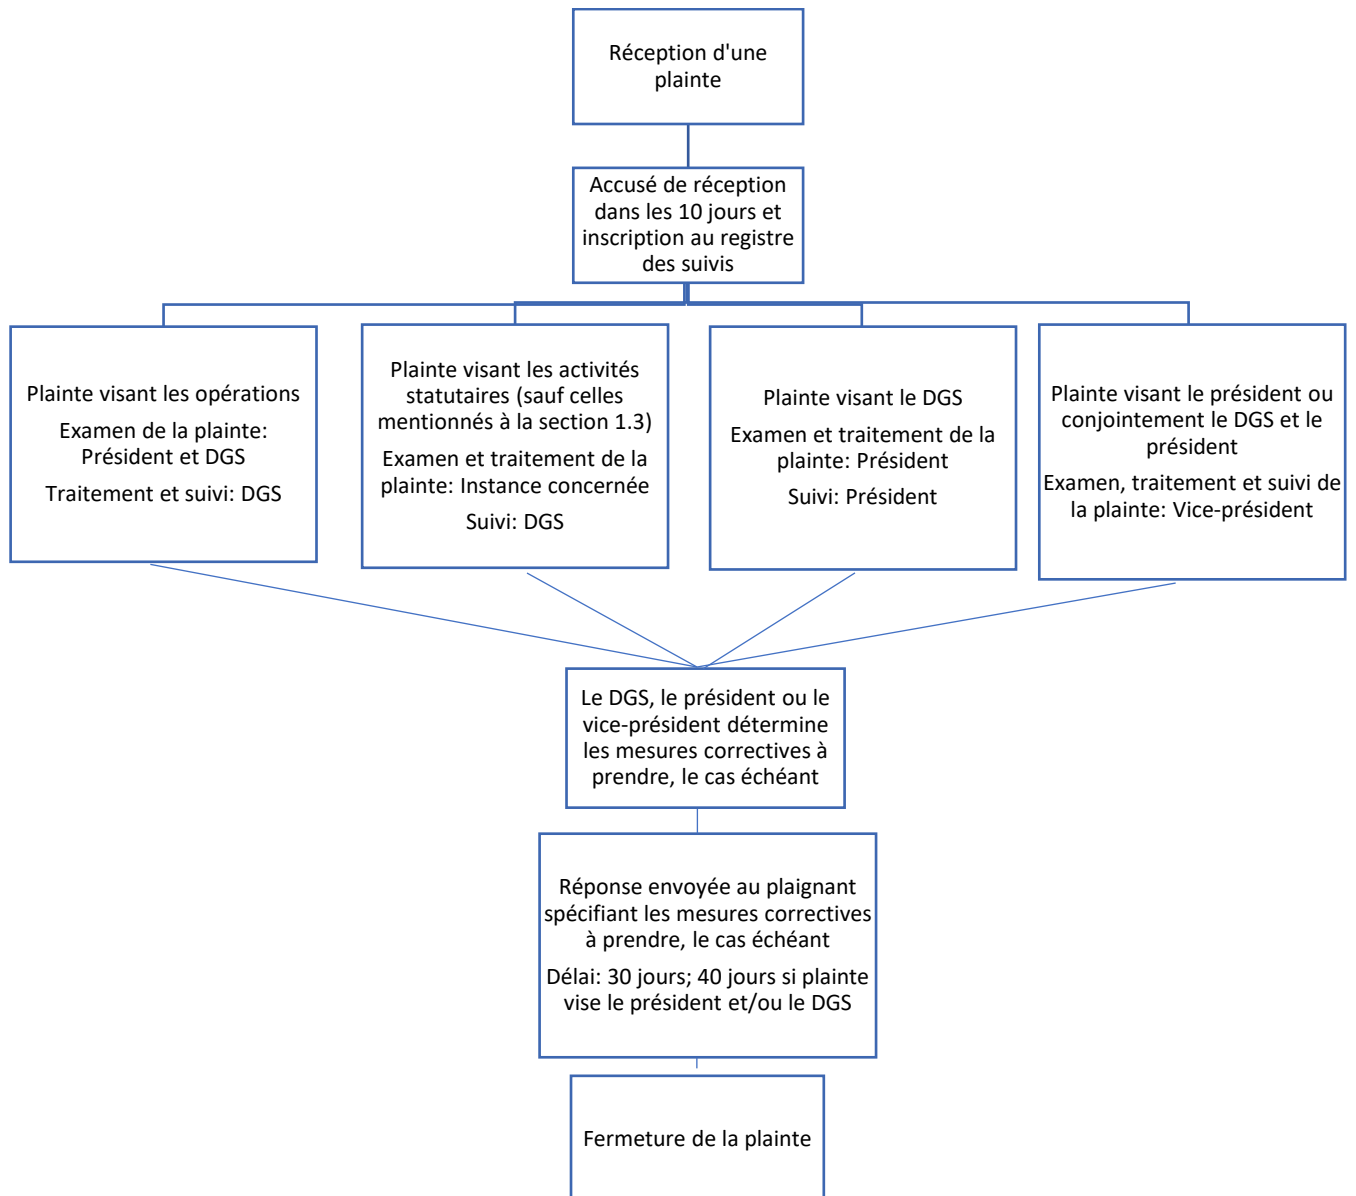 Réception d'une
plainte
Accusé de réception
dans les 10 jours et
inscription au registre
des suivis
Plainte visant les opérations
Examen de la plainte:
Président et DGS
Traitement et suivi: DGS
Plainte visant les activités
statutaires (sauf celles
mentionnés à la section 1.3)
Examen et traitement de la
plainte: Instance concernée
Suivi: DGS
Plainte visant le DGS
Examen et traitement de la
plainte: Président
Suivi: Président
Plainte visant le président ou
conjointement le DGS et le
président
Examen, traitement et suivi de
la plainte: Vice-président
Le DGS, le président ou le
vice-président détermine
les mesures correctives à
prendre, le cas échéant
Réponse envoyée au plaignant
spécifiant les mesures correctives
à prendre, le cas échéant
Délai: 30 jours; 40 jours si plainte
vise le président et/ou le DGS
Fermeture de la plainte